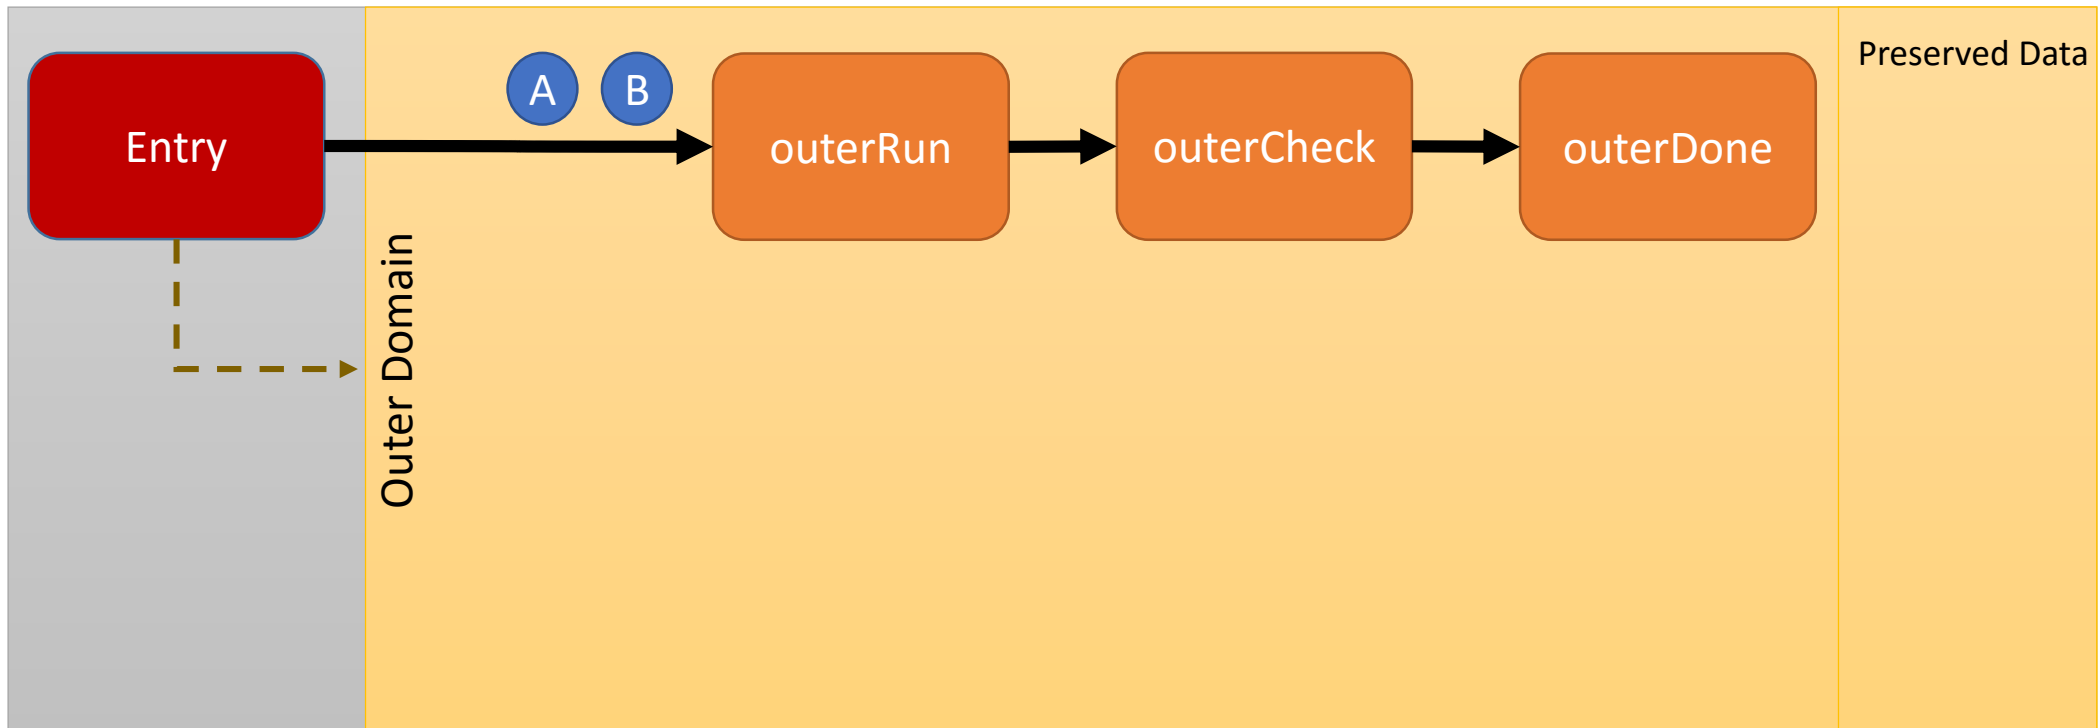 Entry
A
B
outerRun
outerCheck
outerDone
Preserved Data
Outer Domain